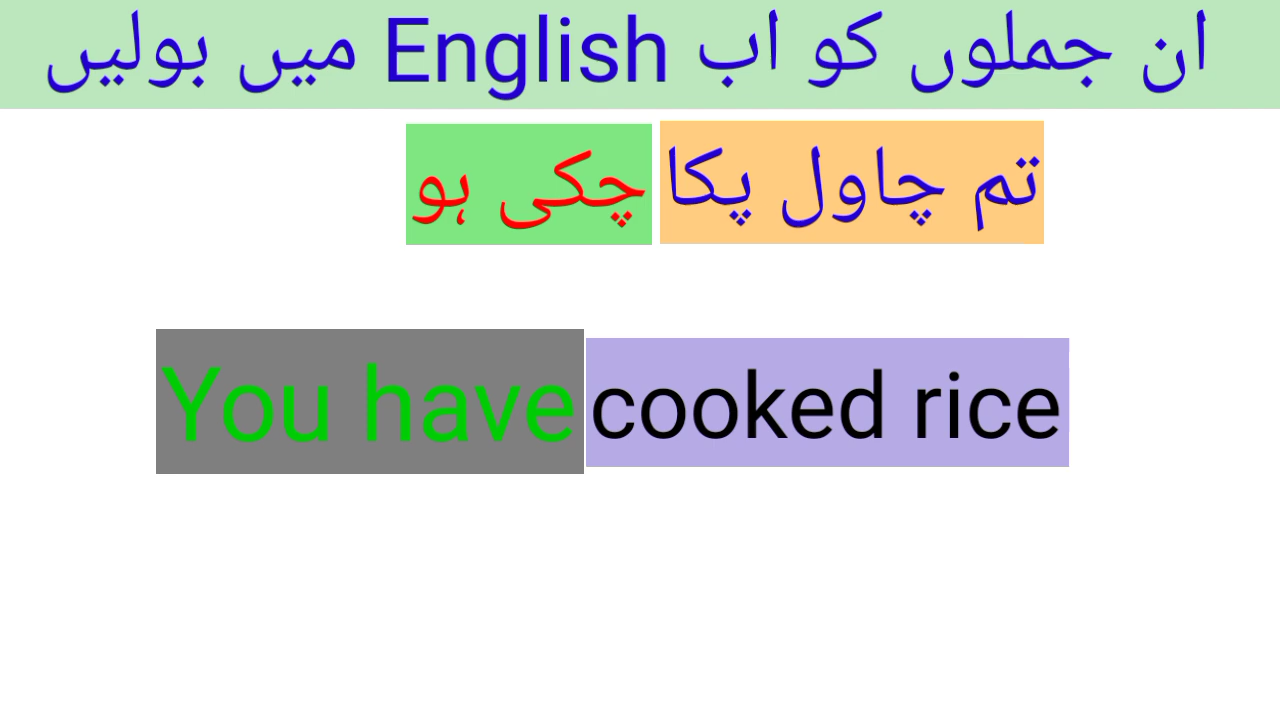 ان جملوں کو اب English میں بولیں
تم چاول پکا چکی ہو
You have cooked rice